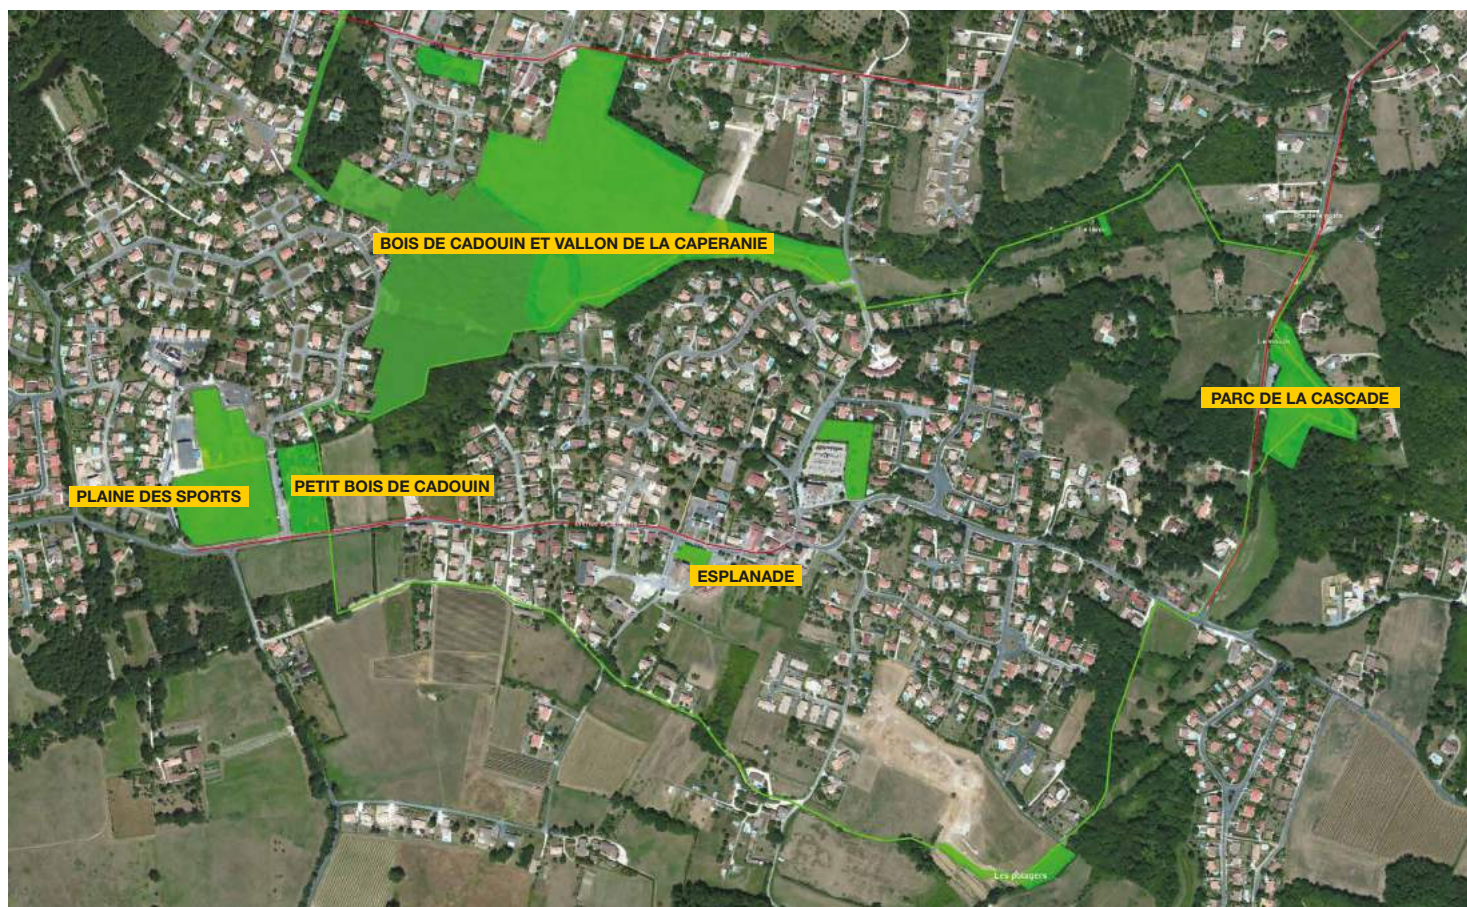 BOIS DE CADOUIN ET VALLON DE LA CAPERANIE
PARC DE LA CASCADE
PETIT BOIS DE CADOUIN
PLAINE DES SPORTS
ESPLANADE
Les potagers